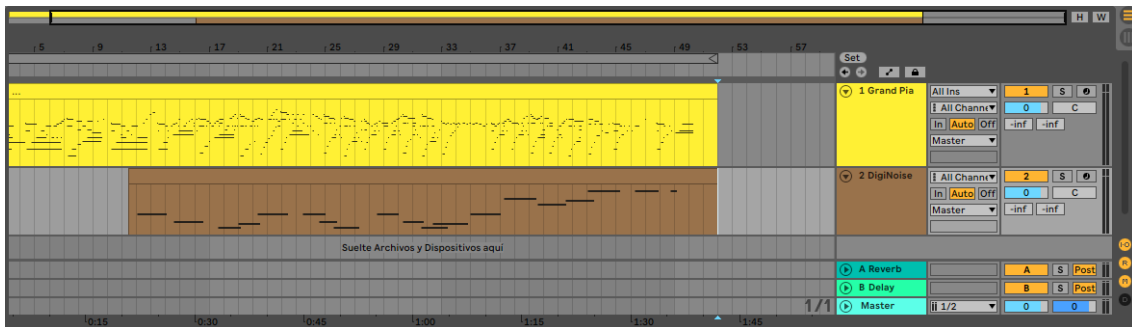 H W
5 9 13 17 21 25 29 33 37 41 45 49 53 57
Set
...
1 Grand Pia All Ins 1 S
All Channe 0 C
In Auto Off -inf -inf
Master
2 DigiNoise All Channe 2 S
In Auto Off 0 C
Master -inf -inf
Suelte Archivos y Dispositivos aquí
A Reverb A S Post
B Delay B S Post
1/1 Master 1/2 0 0
0:15 0:30 0:45 1:00 1:15 1:30 1:45
I-O
R
M
D